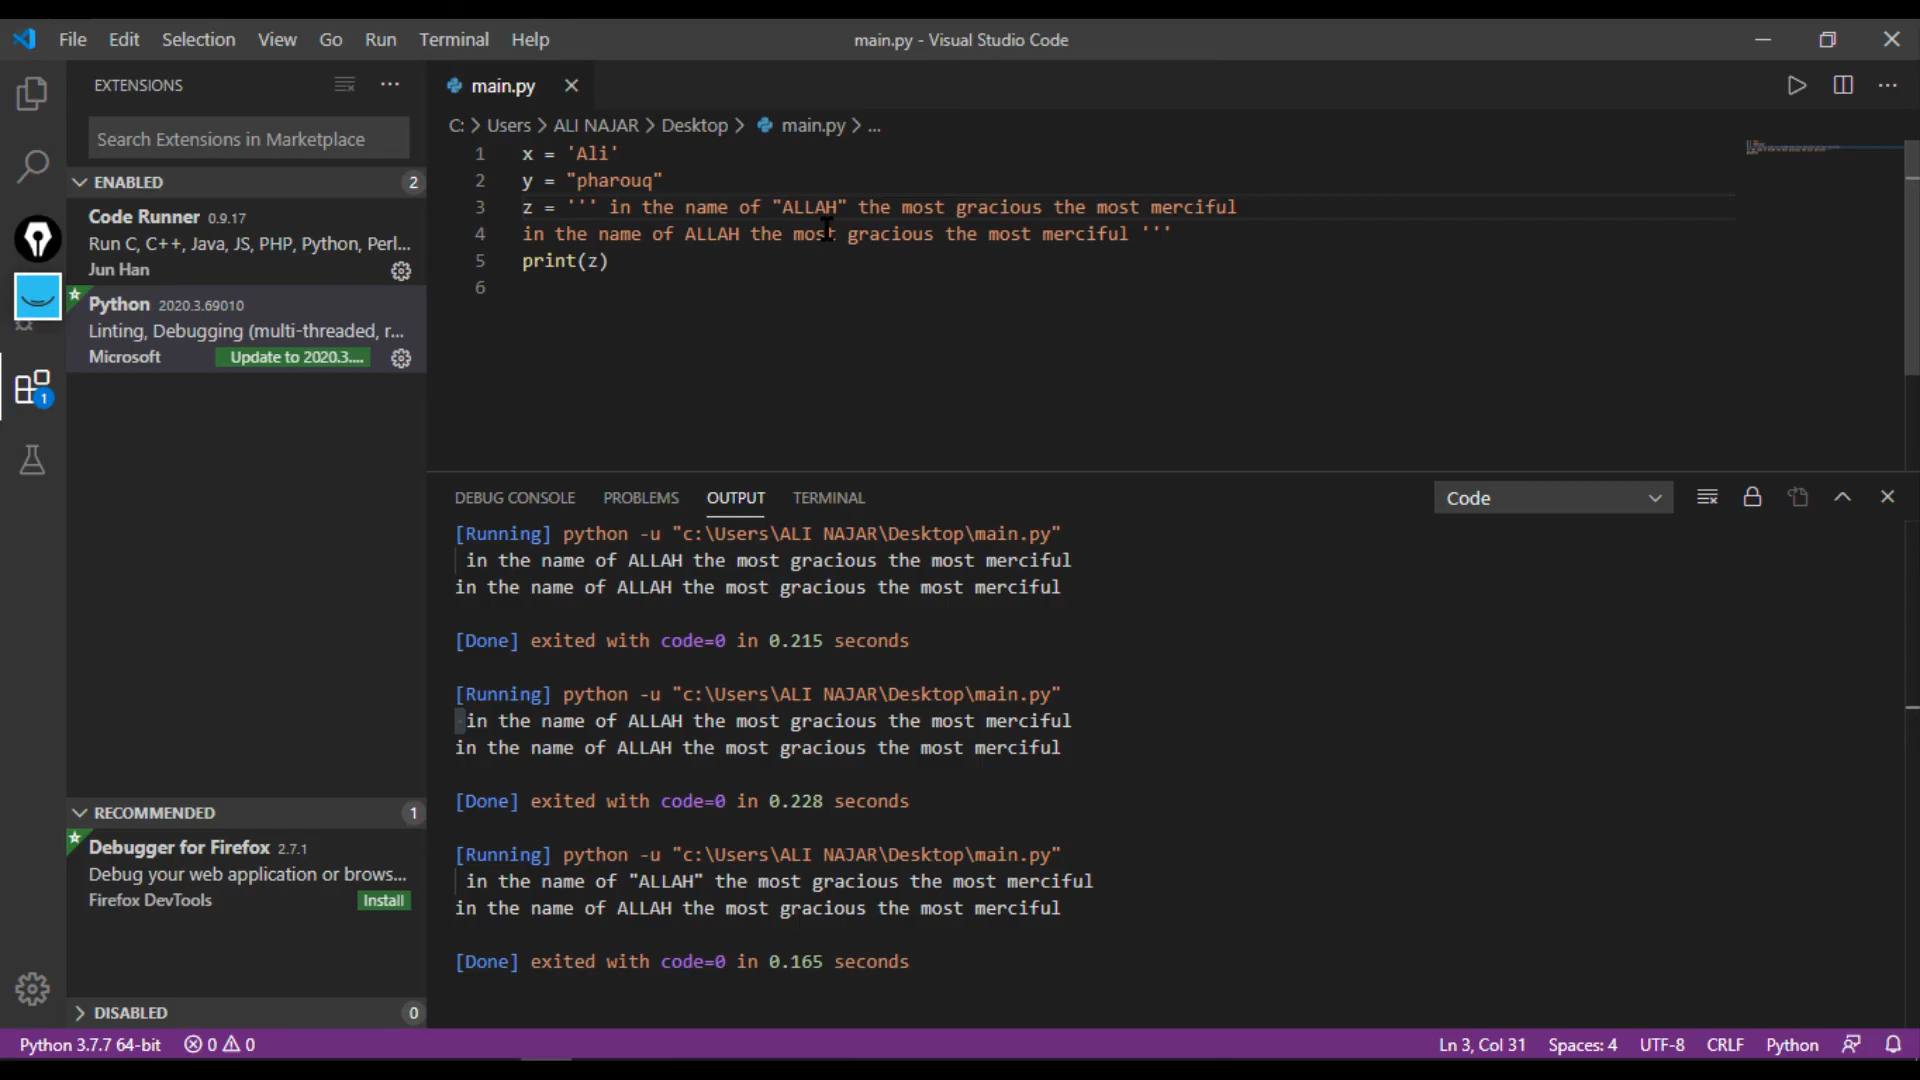 File Edit Selection View Go Run Terminal Help
main.py - Visual Studio Code
EXTENSIONS
Search Extensions in Marketplace
ENABLED 2
Code Runner 0.9.17
Run C, C++, Java, JS, PHP, Python, Perl...
Jun Han
Python 2020.3.69010
Linting, Debugging (multi-threaded, r...
Microsoft Update to 2020.3....
1
RECOMMENDED 1
Debugger for Firefox 2.7.1
Debug your web application or brows...
Firefox DevTools Install
DISABLED 0
main.py
C: > Users > ALI NAJAR > Desktop > main.py > ...
1 x = 'Ali'
2 y = "pharouq"
3 z = ''' in the name of "ALLAH" the most gracious the most merciful
4 in the name of ALLAH the most gracious the most merciful '''
5 print(z)
6
DEBUG CONSOLE PROBLEMS OUTPUT TERMINAL Code
[Running] python -u "c:\Users\ALI NAJAR\Desktop\main.py"
in the name of ALLAH the most gracious the most merciful
in the name of ALLAH the most gracious the most merciful
[Done] exited with code=0 in 0.215 seconds
[Running] python -u "c:\Users\ALI NAJAR\Desktop\main.py"
in the name of ALLAH the most gracious the most merciful
in the name of ALLAH the most gracious the most merciful
[Done] exited with code=0 in 0.228 seconds
[Running] python -u "c:\Users\ALI NAJAR\Desktop\main.py"
in the name of "ALLAH" the most gracious the most merciful
in the name of ALLAH the most gracious the most merciful
[Done] exited with code=0 in 0.165 seconds
Python 3.7.7 64-bit 0 0 Ln 3, Col 31 Spaces: 4 UTF-8 CRLF Python